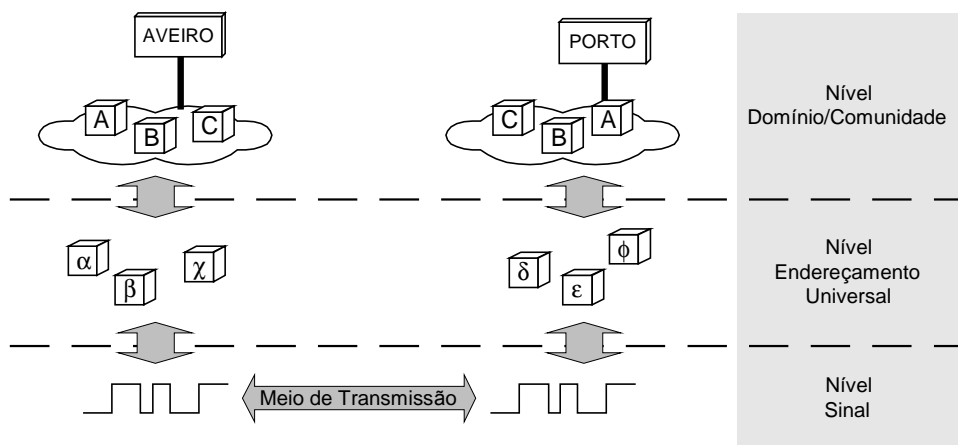 AVEIRO
PORTO
A
B
C
C
B
A
Nível
Domínio/Comunidade
α
β
χ
δ
ε
ϕ
Nível
Endereçamento
Universal
Meio de Transmissão
Nível
Sinal